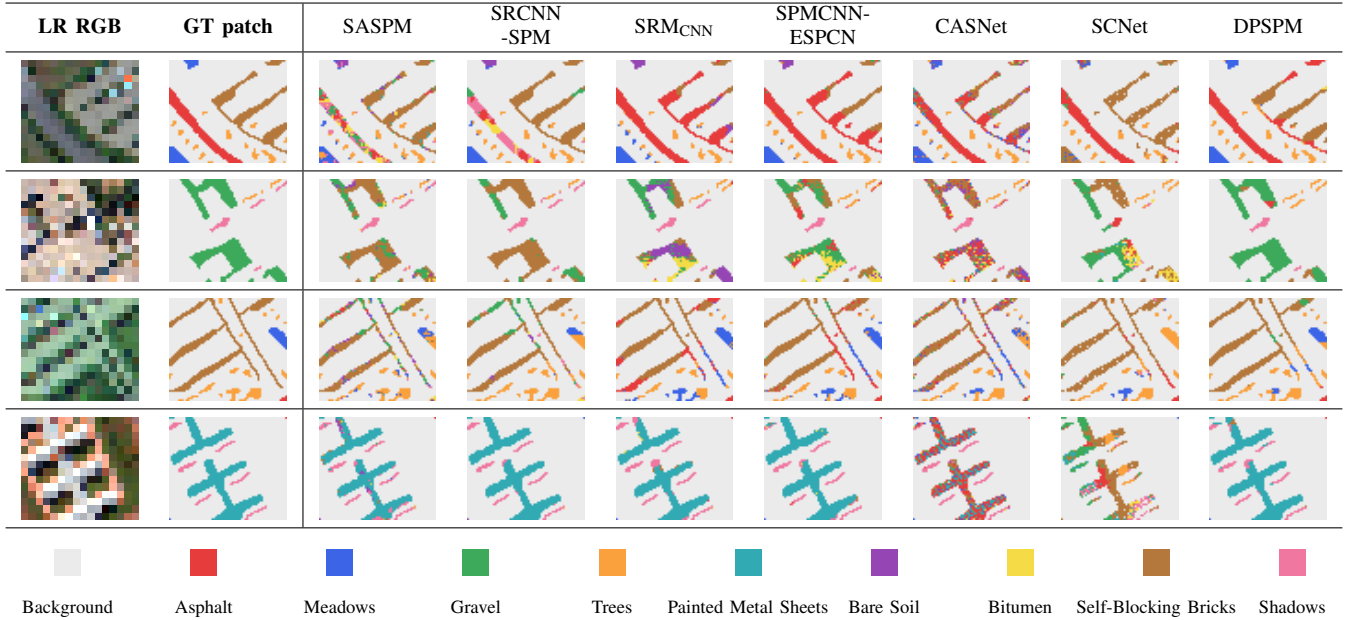 LR RGB GT patch SASPM SRCNN -SPM SRMCNN SPMCNN- ESPCN CASNet SCNet DPSPM
Background Asphalt Meadows Gravel Trees Painted Metal Sheets Bare Soil Bitumen Self-Blocking Bricks Shadows